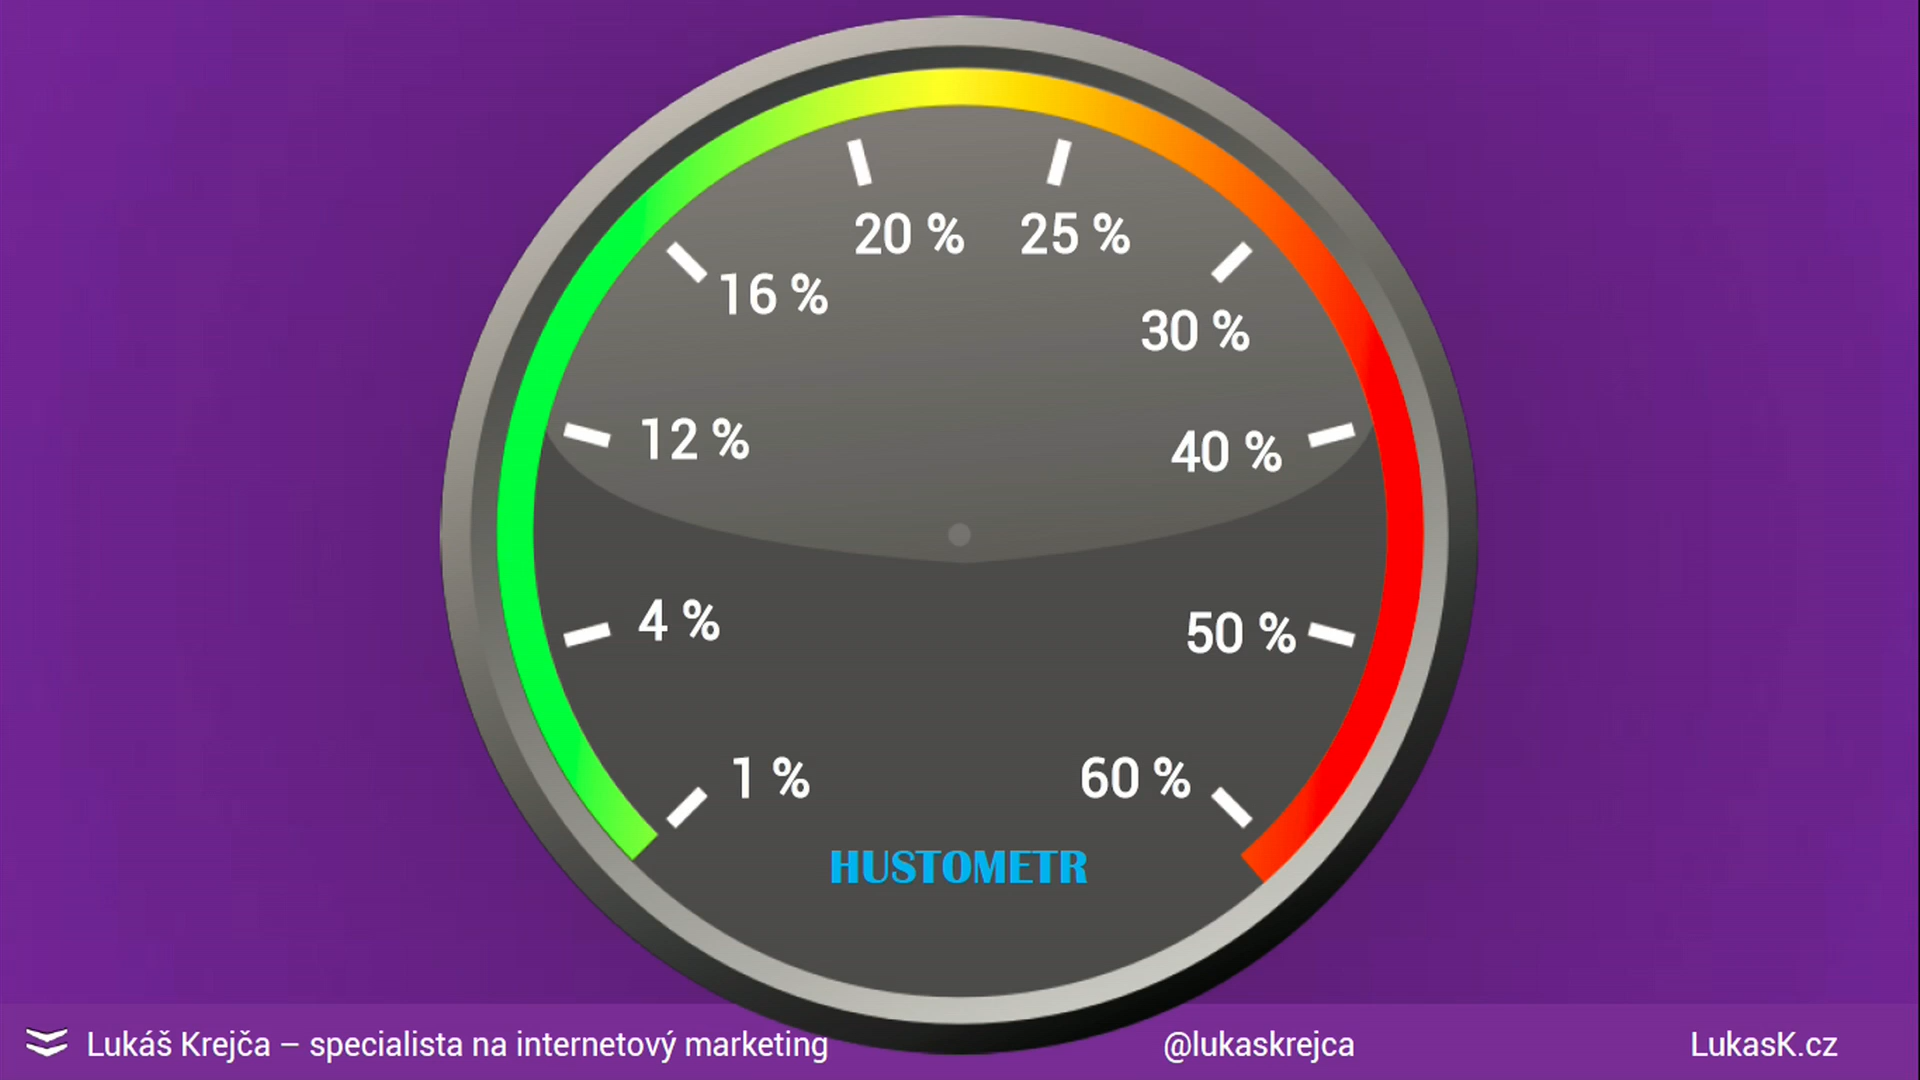 20 % 25 %
16 % 30 %
12 % 40 %
4 % 50 %
1 % 60 %
HUSTOMETR
Lukáš Krejča – specialista na internetový marketing @lukaskrejca LukasK.cz